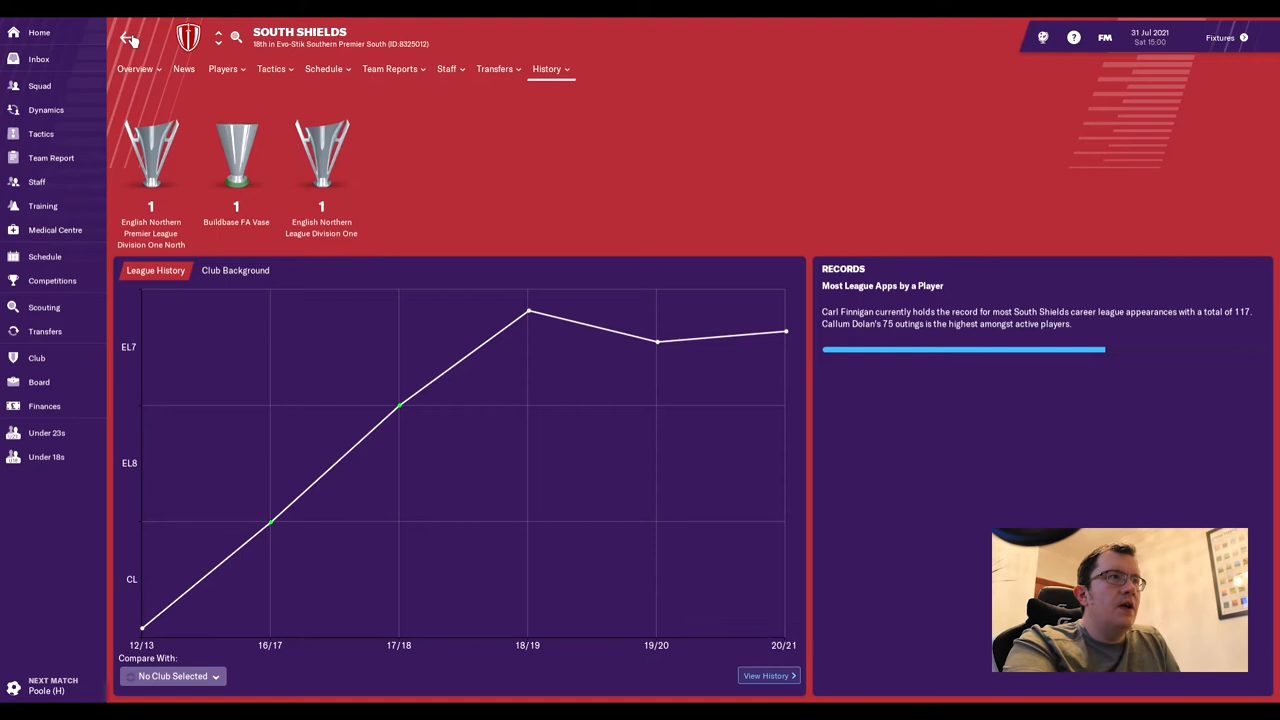 Home
Inbox
Squad
Dynamics
Tactics
Team Report
Staff
Training
Medical Centre
Schedule
Competitions
Scouting
Transfers
Club
Board
Finances
Under 23s
Under 18s
NEXT MATCH
Poole (H)
SOUTH SHIELDS
18th in Evo-Stik Southern Premier South (ID:8325012)
31 Jul 2021
Sat 15:00
FM
Fixtures
Overview
News
Players
Tactics
Schedule
Team Reports
Staff
Transfers
History
1
English Northern
Premier League
Division One North
1
Buildbase FA Vase
1
English Northern
League Division One
League History
Club Background
EL7
EL8
CL
12/13
16/17
17/18
18/19
19/20
20/21
Compare With:
No Club Selected
View History
RECORDS
Most League Apps by a Player
Carl Finnigan currently holds the record for most South Shields career league appearances with a total of 117.
Callum Dolan's 75 outings is the highest amongst active players.